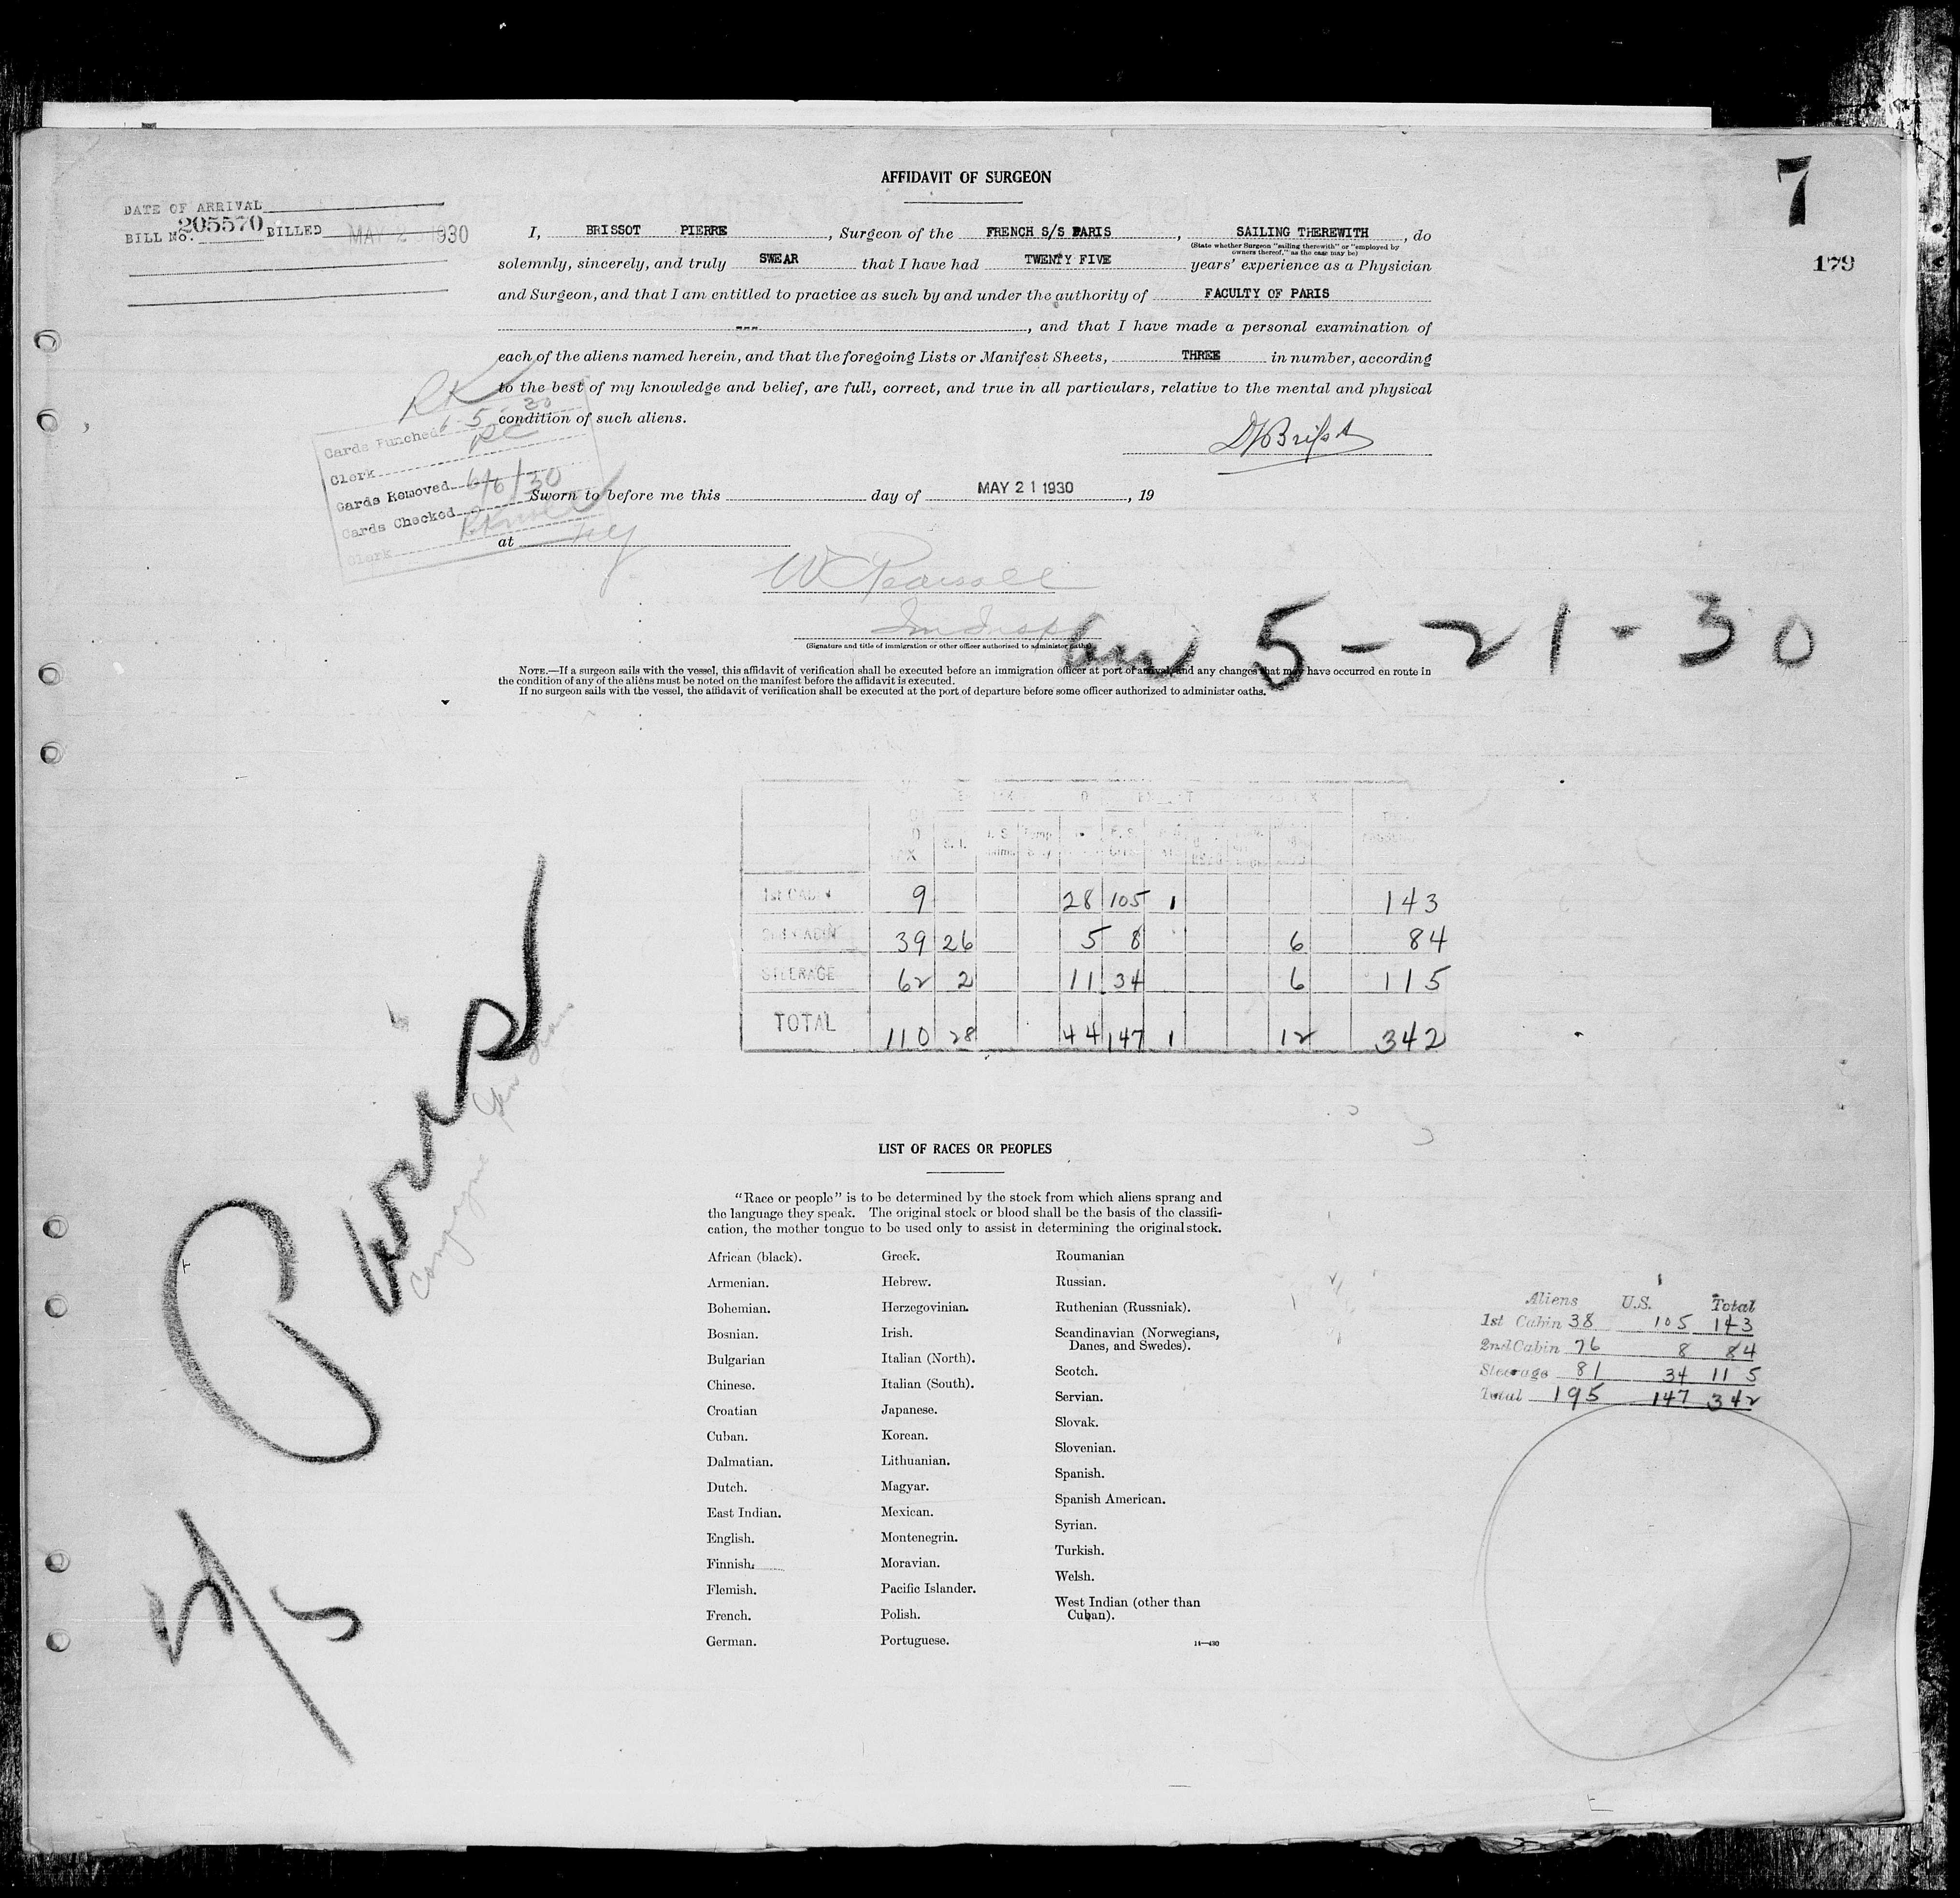 AFFIDAVIT OF SURGEON
7
179
DATE OF ARRIVAL
BILL No. 205570 BILLED MAY 2 1930
I, BRISSOT PIERRE, Surgeon of the FRENCH S/S PARIS, SAILING THEREWITH, do
(State whether Surgeon "sailing therewith" or "employed by
owners thereof," as the case may be)
solemnly, sincerely, and truly SWEAR that I have had TWENTY FIVE years' experience as a Physician
and Surgeon, and that I am entitled to practice as such by and under the authority of FACULTY OF PARIS
---, and that I have made a personal examination of
each of the aliens named herein, and that the foregoing Lists or Manifest Sheets, THREE in number, according
to the best of my knowledge and belief, are full, correct, and true in all particulars, relative to the mental and physical
condition of such aliens.
RK
Cards Punched 6-5-30
Clerk RC
Cards Removed 6/6/30
Cards Checked
Clerk
Sworn to before me this day of MAY 21 1930, 19
at NY
W Pearsall
Im Insp
(Signature and title of immigration or other officer authorized to administer oaths)
5-21-30
NOTE.—If a surgeon sails with the vessel, this affidavit of verification shall be executed before an immigration officer at port of arrival, and any changes that may have occurred en route in
the condition of any of the aliens must be noted on the manifest before the affidavit is executed.
If no surgeon sails with the vessel, the affidavit of verification shall be executed at the port of departure before some officer authorized to administer oaths.
1st CABIN 9 28 105 1 143
2nd CABIN 39 26 5 8 6 84
STEERAGE 62 2 11 34 6 115
TOTAL 110 28 44 147 1 12 342
Paris
Compagnie Gen
LIST OF RACES OR PEOPLES
"Race or people" is to be determined by the stock from which aliens sprang and
the language they speak. The original stock or blood shall be the basis of the classifi-
cation, the mother tongue to be used only to assist in determining the original stock.
African (black).
Armenian.
Bohemian.
Bosnian.
Bulgarian
Chinese.
Croatian
Cuban.
Dalmatian.
Dutch.
East Indian.
English.
Finnish.
Flemish.
French.
German.
Greek.
Hebrew.
Herzegovinian.
Irish.
Italian (North).
Italian (South).
Japanese.
Korean.
Lithuanian.
Magyar.
Mexican.
Montenegrin.
Moravian.
Pacific Islander.
Polish.
Portuguese.
Roumanian
Russian.
Ruthenian (Russniak).
Scandinavian (Norwegians,
Danes, and Swedes).
Scotch.
Servian.
Slovak.
Slovenian.
Spanish.
Spanish American.
Syrian.
Turkish.
Welsh.
West Indian (other than
Cuban).
14—430
Aliens U.S. Total
1st Cabin 38 105 143
2nd Cabin 76 8 84
Steerage 81 34 115
Total 195 147 342